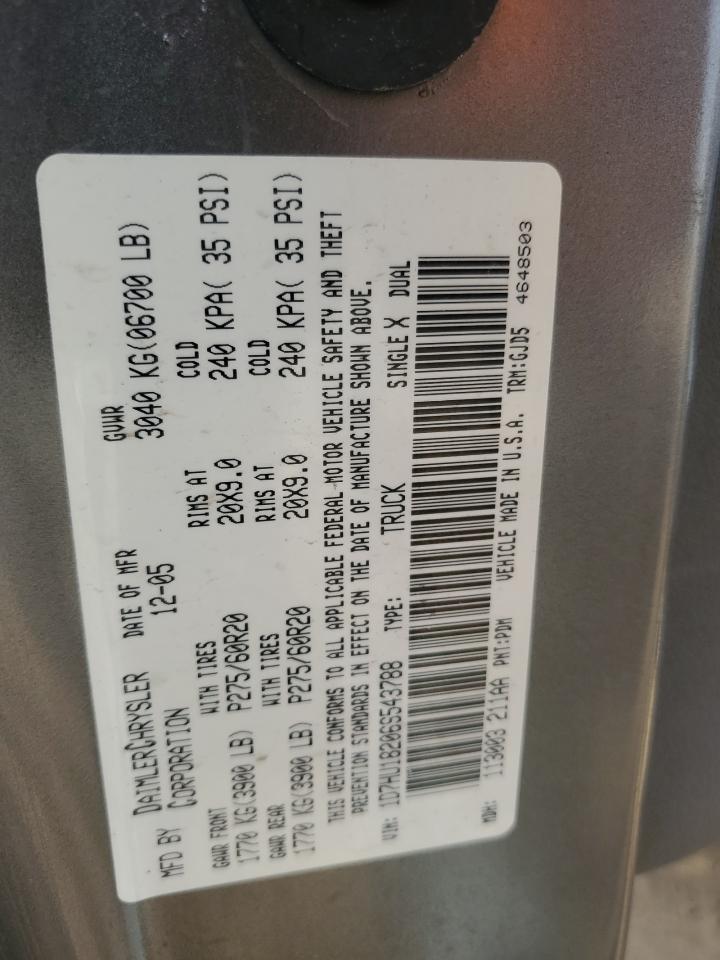 MFD BY DAIMLERCHRYSLER CORPORATION DATE OF MFR 12-05 GVWR 3040 KG(06700 LB)
GAWR FRONT WITH TIRES RIMS AT COLD
1770 KG(3900 LB) P275/60R20 20X9.0 240 KPA( 35 PSI)
GAWR REAR WITH TIRES RIMS AT COLD
1770 KG(3900 LB) P275/60R20 20X9.0 240 KPA( 35 PSI)
THIS VEHICLE CONFORMS TO ALL APPLICABLE FEDERAL MOTOR VEHICLE SAFETY AND THEFT
PREVENTION STANDARDS IN EFFECT ON THE DATE OF MANUFACTURE SHOWN ABOVE.
VIN: 1D7HU18206S543788 TYPE: TRUCK SINGLE X DUAL
MDH: 113003 211AA PNT:PDM VEHICLE MADE IN U.S.A. TRM:GJD5 4648503